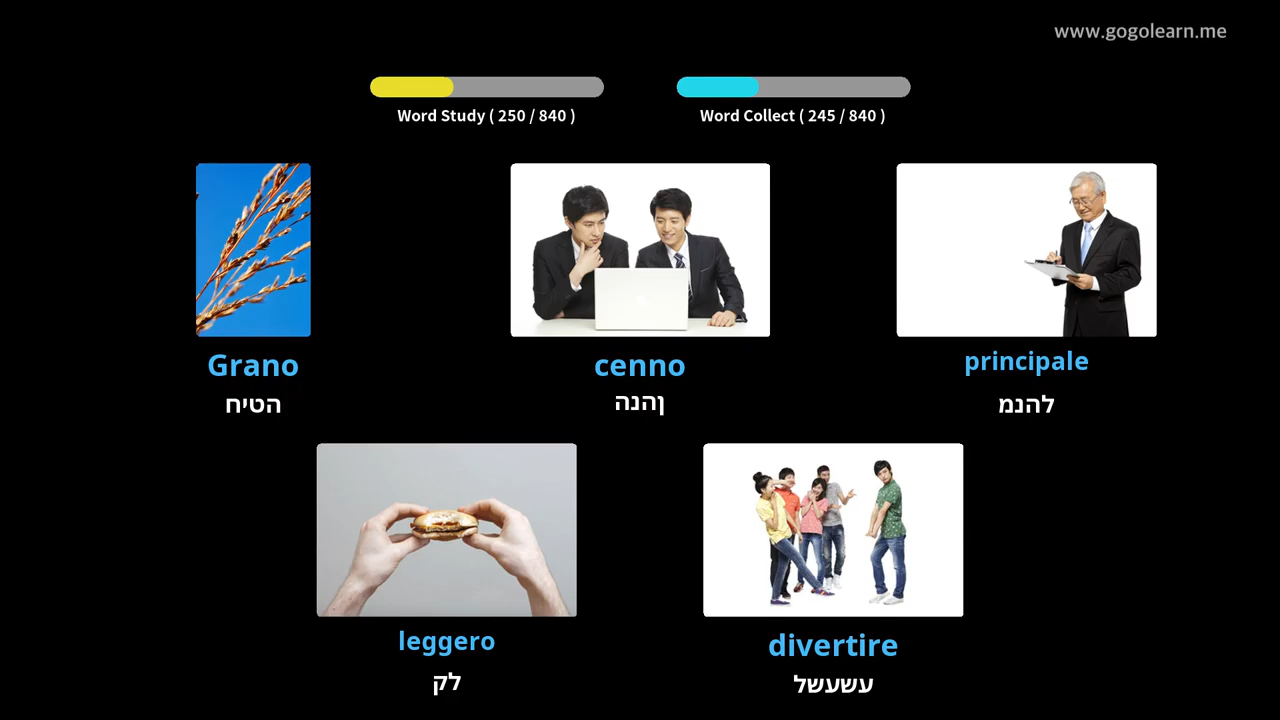 www.gogolearn.me
Word Study ( 250 / 840 )
Word Collect ( 245 / 840 )
Grano
הטיח
cenno
ןהנה
principale
להנמ
leggero
לק
divertire
עשעשל